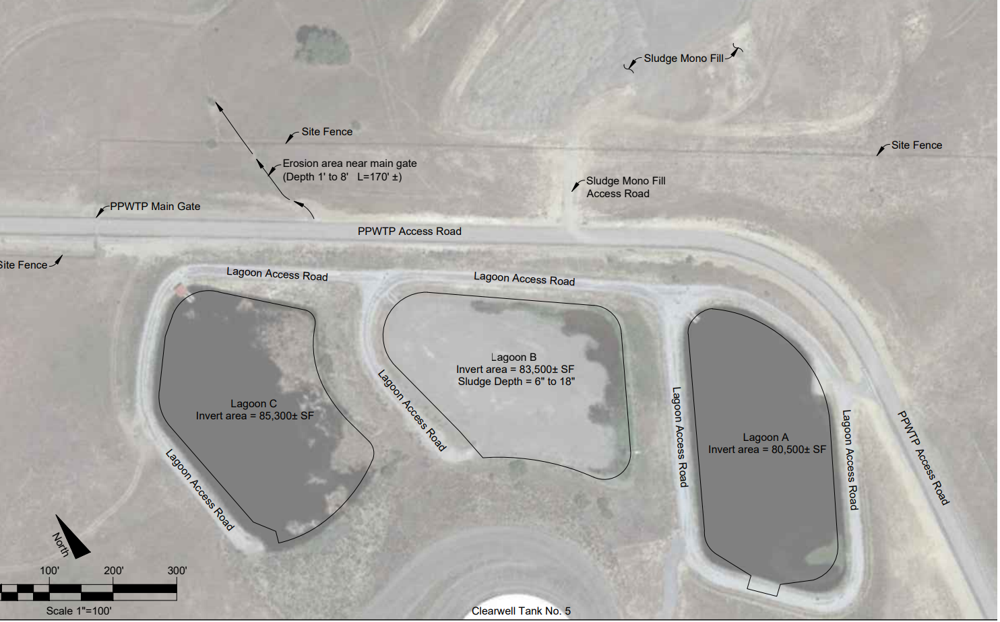 Sludge Mono Fill
Site Fence
Site Fence
Erosion area near main gate
(Depth 1' to 8'   L=170' ±)
Sludge Mono Fill
Access Road
PPWTP Main Gate
PPWTP Access Road
Site Fence
Lagoon Access Road
Lagoon Access Road
Lagoon B
Invert area = 83,500± SF
Sludge Depth = 6" to 18"
Lagoon C
Invert area = 85,300± SF
Lagoon Access Road
Lagoon Access Road
Lagoon A
Invert area = 80,500± SF
Lagoon Access Road
PPWTP Access Road
Lagoon Access Road
North
100' 200' 300'
Scale 1"=100'
Clearwell Tank No. 5